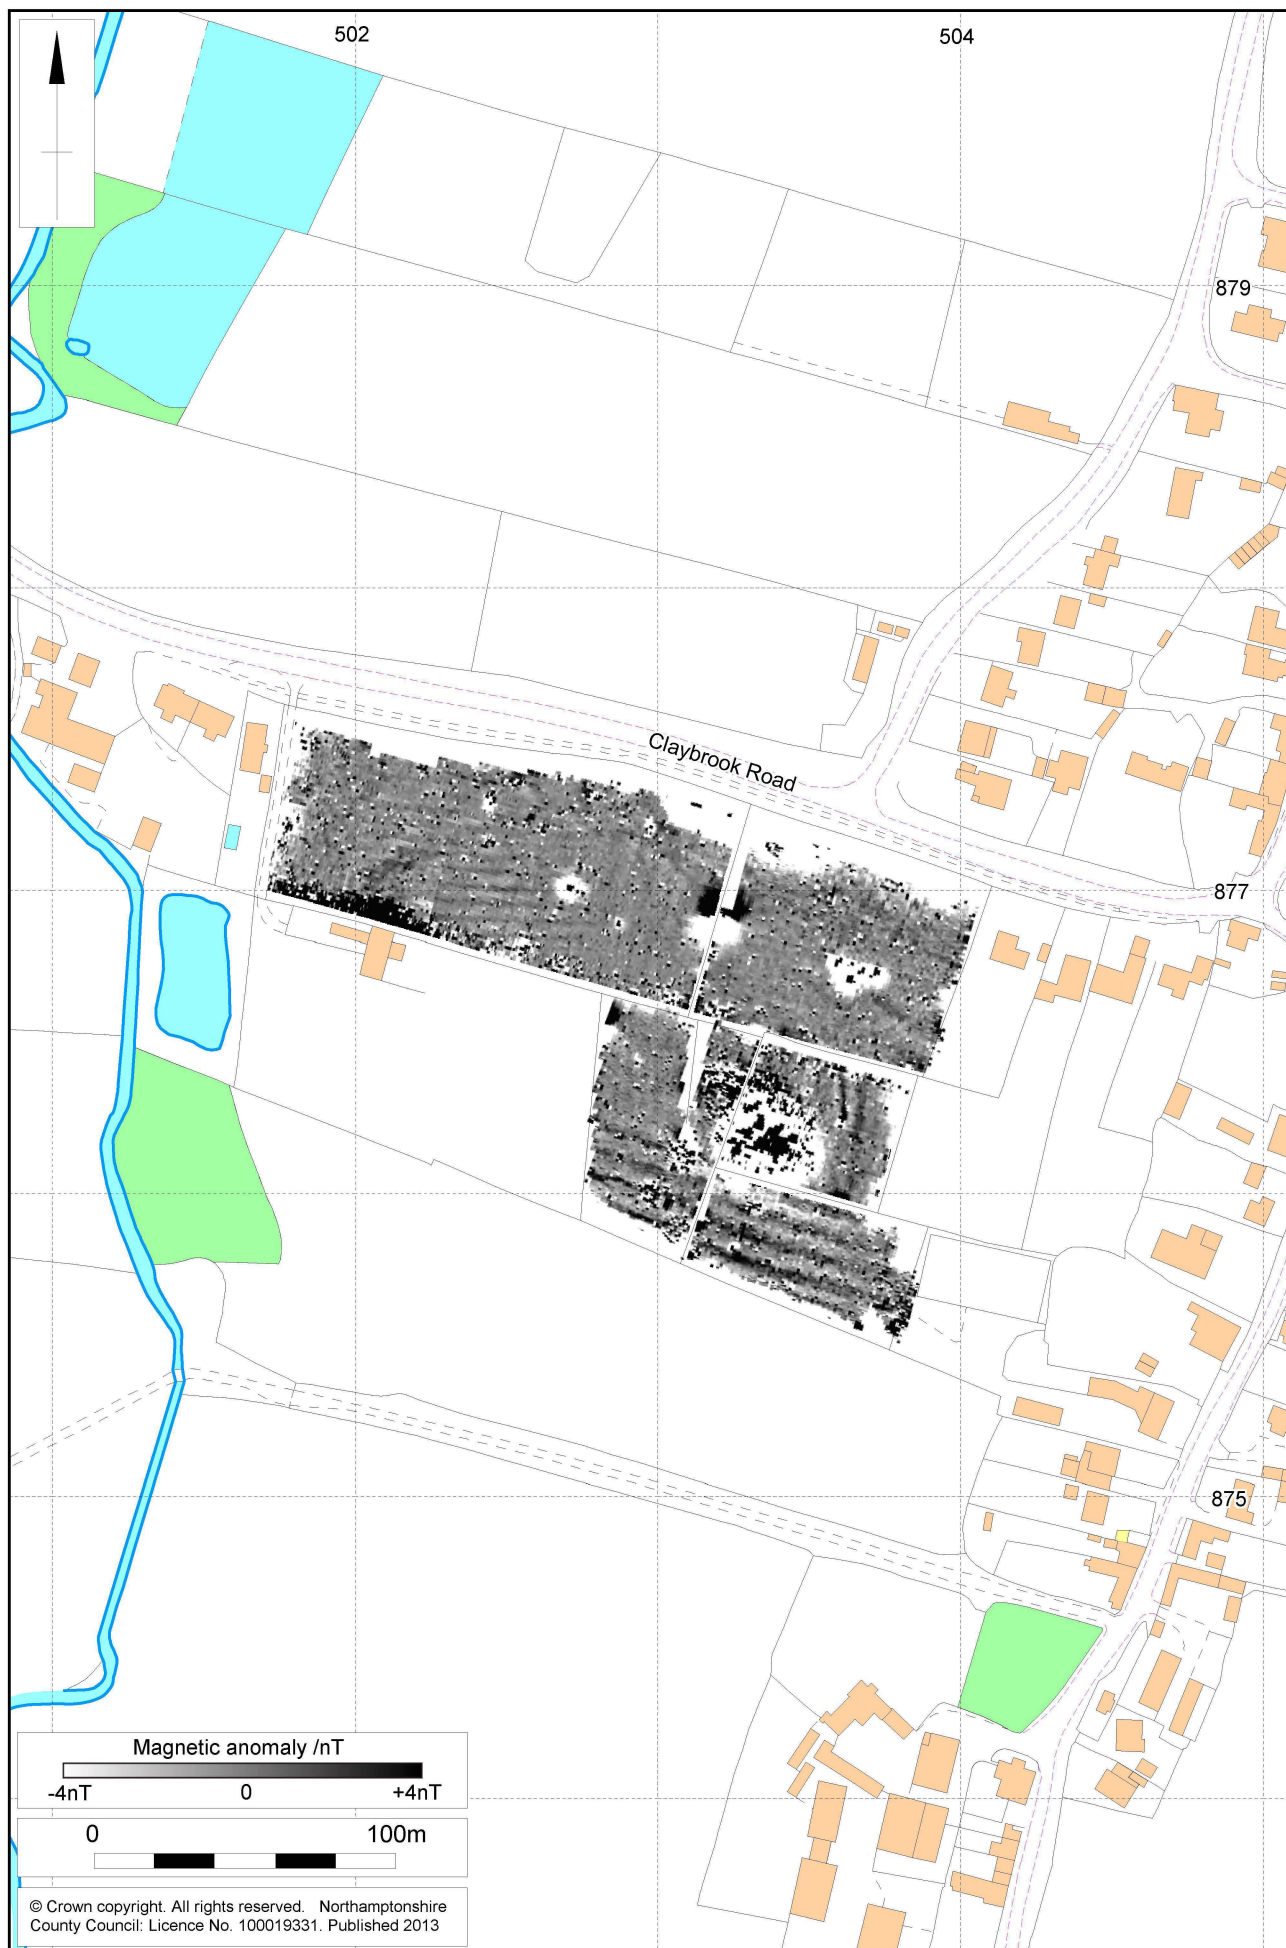 502
504
879
Claybrook Road
877
875
Magnetic anomaly /nT
-4nT 0 +4nT
0 100m
© Crown copyright. All rights reserved. Northamptonshire
County Council: Licence No. 100019331. Published 2013